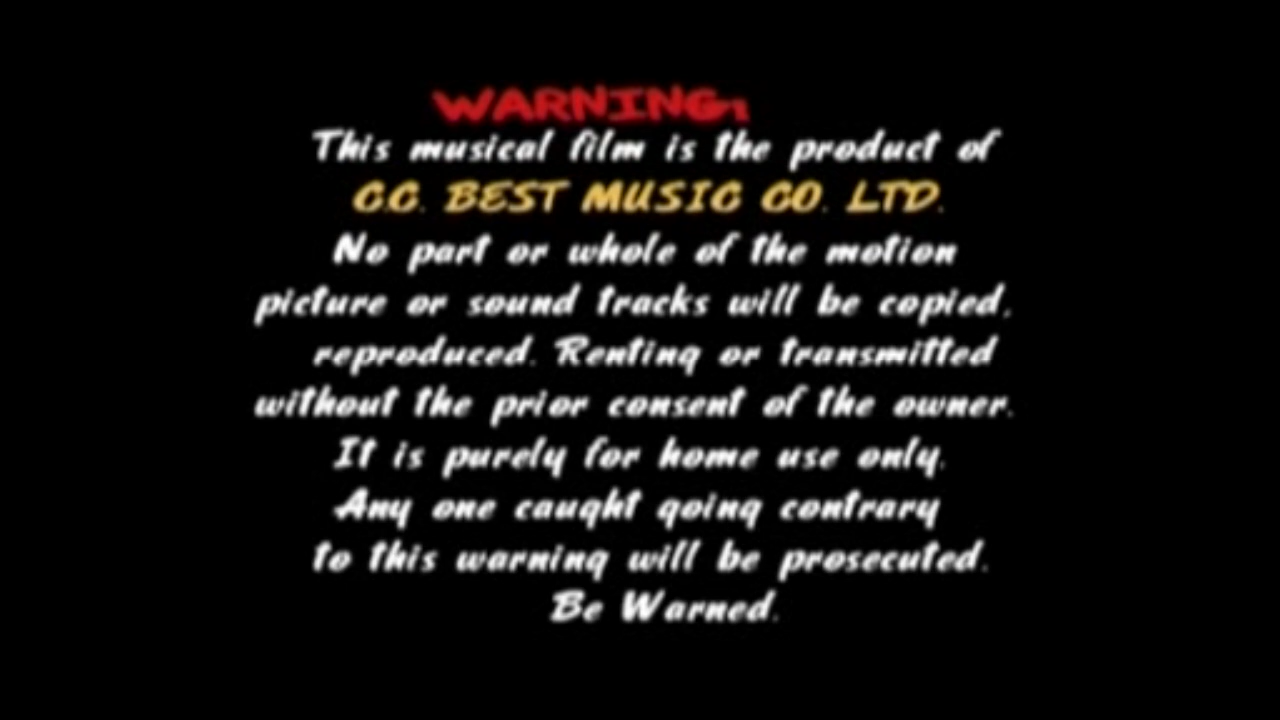 WARNING:
This musical film is the product of
C.C. BEST MUSIC CO. LTD.
No part or whole of the motion
picture or sound tracks will be copied,
reproduced. Renting or transmitted
without the prior consent of the owner.
It is purely for home use only.
Any one caught going contrary
to this warning will be prosecuted.
Be Warned.